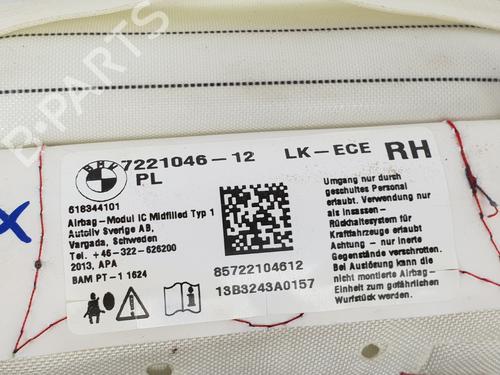 B-PARTS
BMW
7221046-12 LK-ECE RH
PL
618344101
Airbag-Modul IC Midfilled Typ 1
Autoliv Sverige AB,
Vargada, Schweden
Tel. +46-322-626200
2013, APA
BAM PT-1 1624
85722104612
13B3243A0157
Umgang nur durch
geschultes Personal
erlaubt. Verwendung nur
als Insassen-
Rückhaltesystem für
Kraftfahrzeuge erlaubt
Achtung - nur inerte
Gegenstände verschrotten.
Bei Auslösung kann die
nicht montierte Airbag-
Einheit zum gefährlichen
Wurfstück werden.
X